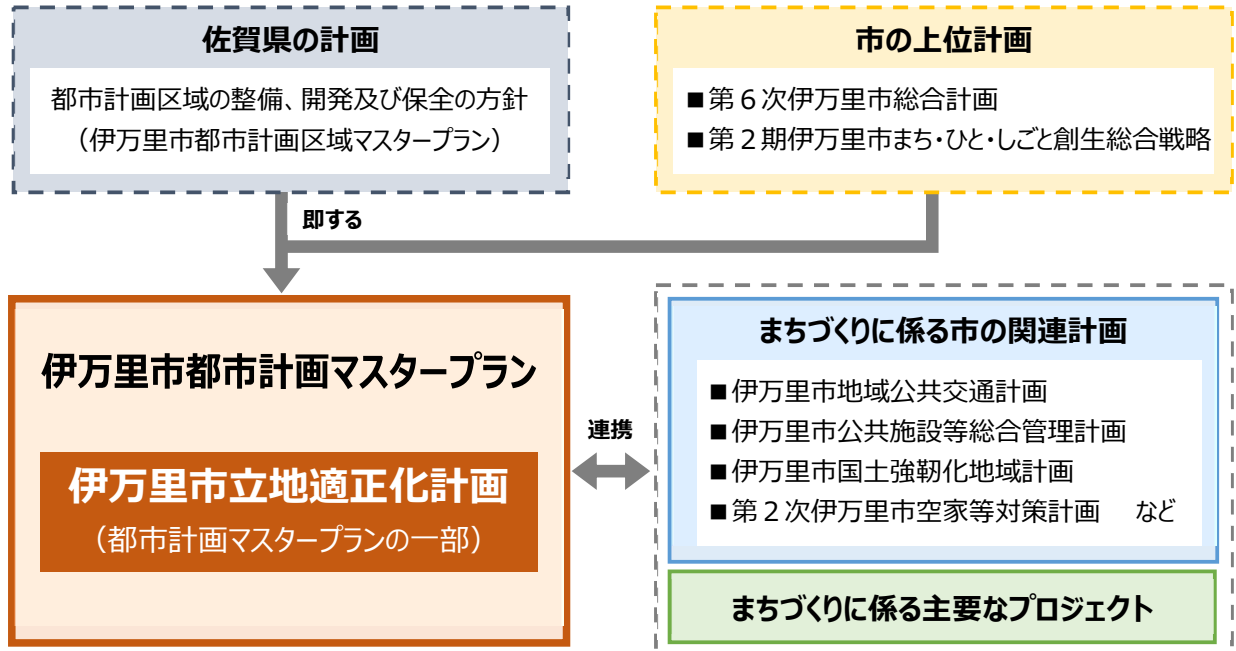 佐賀県の計画
都市計画区域の整備、開発及び保全の方針
（伊万里市都市計画区域マスタープラン）
市の上位計画
■第６次伊万里市総合計画
■第２期伊万里市まち・ひと・しごと創生総合戦略
即する
伊万里市都市計画マスタープラン
伊万里市立地適正化計画
（都市計画マスタープランの一部）
連携
まちづくりに係る市の関連計画
■伊万里市地域公共交通計画
■伊万里市公共施設等総合管理計画
■伊万里市国土強靭化地域計画
■第２次伊万里市空家等対策計画　など
まちづくりに係る主要なプロジェクト